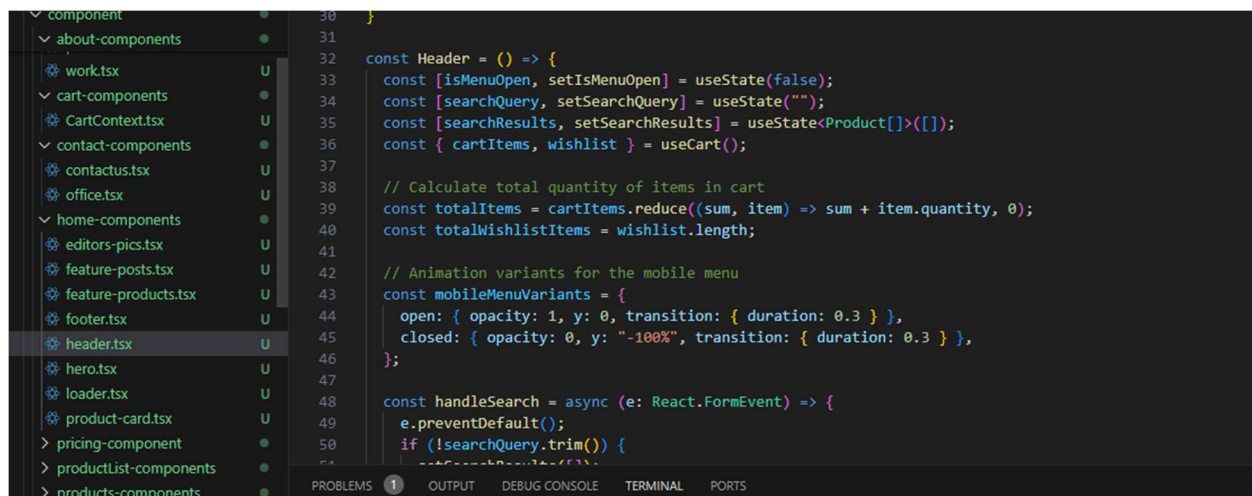 component
about-components
work.tsx U
cart-components
CartContext.tsx U
contact-components
contactus.tsx U
office.tsx U
home-components
editors-pics.tsx U
feature-posts.tsx U
feature-products.tsx U
footer.tsx U
header.tsx U
hero.tsx U
loader.tsx U
product-card.tsx U
pricing-component
productList-components
products-components
30 }
31
32 const Header = () => {
33 const [isMenuOpen, setIsMenuOpen] = useState(false);
34 const [searchQuery, setSearchQuery] = useState("");
35 const [searchResults, setSearchResults] = useState<Product[]>([]);
36 const { cartItems, wishlist } = useCart();
37
38 // Calculate total quantity of items in cart
39 const totalItems = cartItems.reduce((sum, item) => sum + item.quantity, 0);
40 const totalWishlistItems = wishlist.length;
41
42 // Animation variants for the mobile menu
43 const mobileMenuVariants = {
44 open: { opacity: 1, y: 0, transition: { duration: 0.3 } },
45 closed: { opacity: 0, y: "-100%", transition: { duration: 0.3 } },
46 };
47
48 const handleSearch = async (e: React.FormEvent) => {
49 e.preventDefault();
50 if (!searchQuery.trim()) {
51 setSearchResults([]);
PROBLEMS 1 OUTPUT DEBUG CONSOLE TERMINAL PORTS